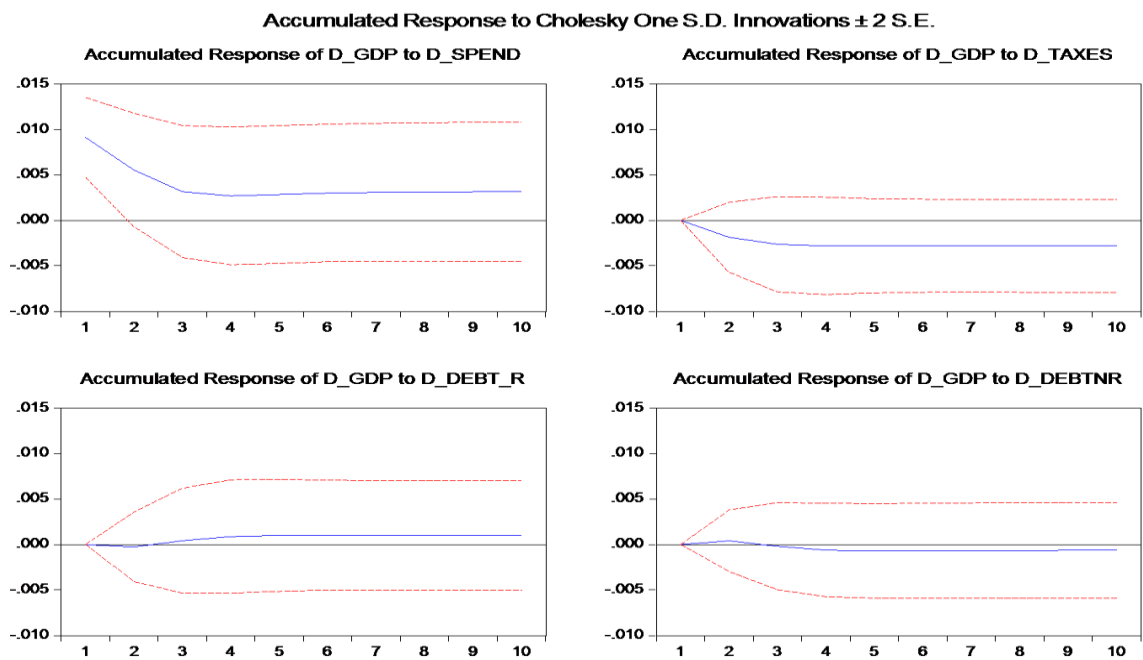 Accumulated Response to Cholesky One S.D. Innovations ± 2 S.E.
Accumulated Response of D_GDP to D_SPEND
.015
.010
.005
.000
-.005
-.010
1 2 3 4 5 6 7 8 9 10
Accumulated Response of D_GDP to D_TAXES
.015
.010
.005
.000
-.005
-.010
1 2 3 4 5 6 7 8 9 10
Accumulated Response of D_GDP to D_DEBT_R
.015
.010
.005
.000
-.005
-.010
1 2 3 4 5 6 7 8 9 10
Accumulated Response of D_GDP to D_DEBTNR
.015
.010
.005
.000
-.005
-.010
1 2 3 4 5 6 7 8 9 10